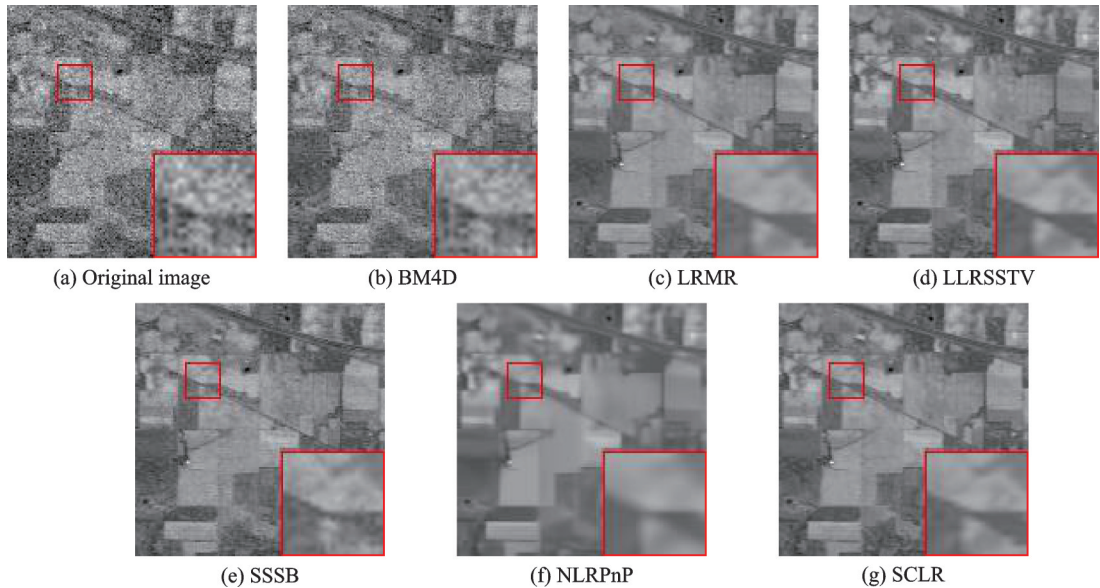 (a) Original image
(b) BM4D
(c) LRMR
(d) LLRSSTV
(e) SSSB
(f) NLRPnP
(g) SCLR